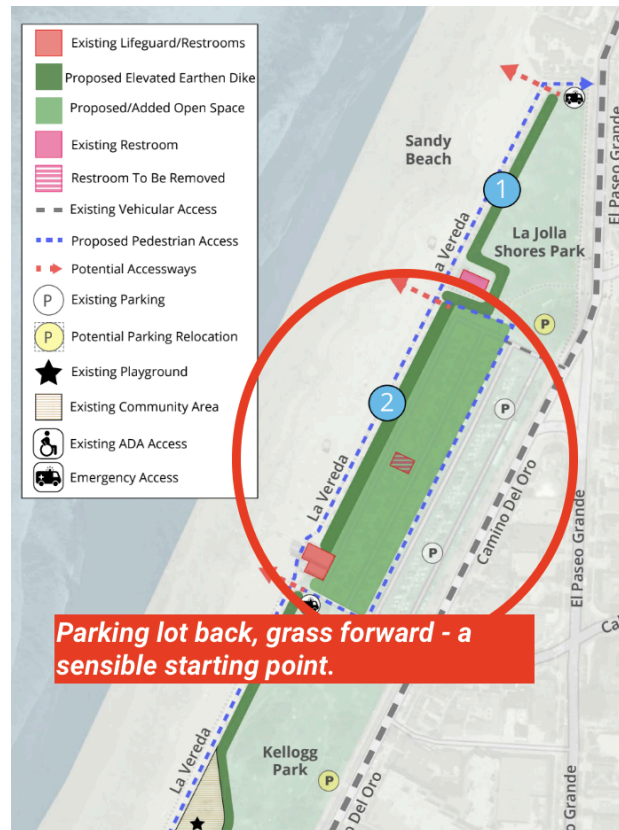 Existing Lifeguard/Restrooms
Proposed Elevated Earthen Dike
Proposed/Added Open Space
Existing Restroom
Restroom To Be Removed
Existing Vehicular Access
Proposed Pedestrian Access
Potential Accessways
P
Existing Parking
P
Potential Parking Relocation
Existing Playground
Existing Community Area
Existing ADA Access
Emergency Access
Sandy
Beach
1
El Paseo Grande
La Jolla
Shores Park
a Vereda
P
2
P
La Vereda
Camino Del Oro
P
El Paseo Grande
Cal
Parking lot back, grass forward - a
sensible starting point.
La Vereda
Kellogg
Park
P
o Del Oro
Grande